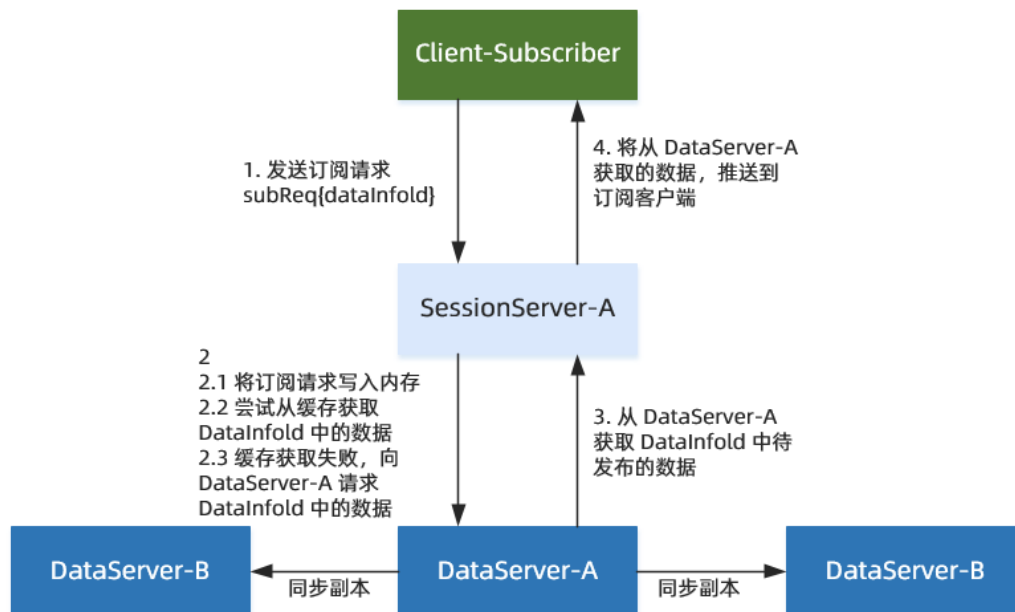 Client-Subscriber
1. 发送订阅请求
subReq{dataInfold}
4. 将从 DataServer-A
获取的数据，推送到
订阅客户端
SessionServer-A
2
2.1 将订阅请求写入内存
2.2 尝试从缓存获取
DataInfold 中的数据
2.3 缓存获取失败，向
DataServer-A 请求
DataInfold 中的数据
3. 从 DataServer-A
获取 DataInfold 中待
发布的数据
DataServer-B
同步副本
DataServer-A
同步副本
DataServer-B